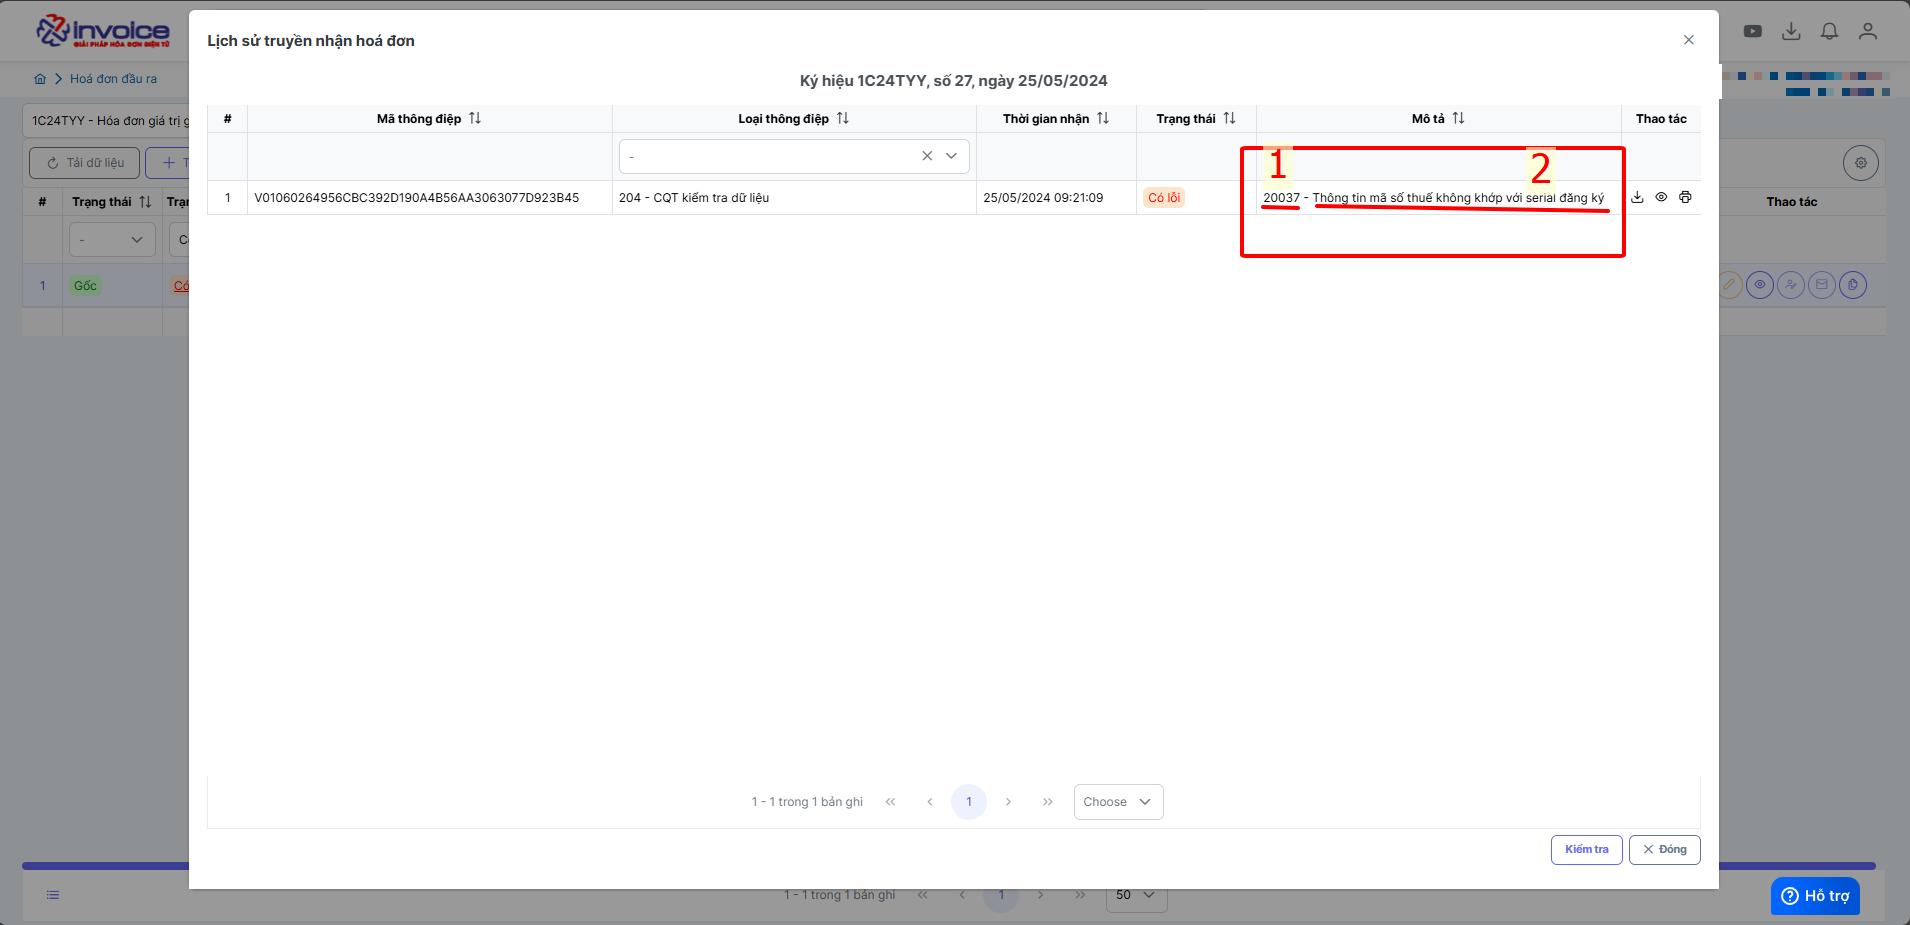 invoice
GIẢI PHÁP HÓA ĐƠN ĐIỆN TỬ
Hoá đơn đầu ra
1C24TYY - Hóa đơn giá trị g
Tải dữ liệu
T
# Trạng thái Trạn
- C
1 Gốc Có
Lịch sử truyền nhận hoá đơn
Ký hiệu 1C24TYY, số 27, ngày 25/05/2024
# Mã thông điệp Loại thông điệp Thời gian nhận Trạng thái Mô tả Thao tác
-
1 2
1 V01060264956CBC392D190A4B56AA3063077D923B45 204 - CQT kiểm tra dữ liệu 25/05/2024 09:21:09 Có lỗi 20037 - Thông tin mã số thuế không khớp với serial đăng ký
Thao tác
1 - 1 trong 1 bản ghi « ‹ 1 › » Choose
Kiểm tra Đóng
1 - 1 trong 1 bản ghi « ‹ 1 › » 50
Hỗ trợ